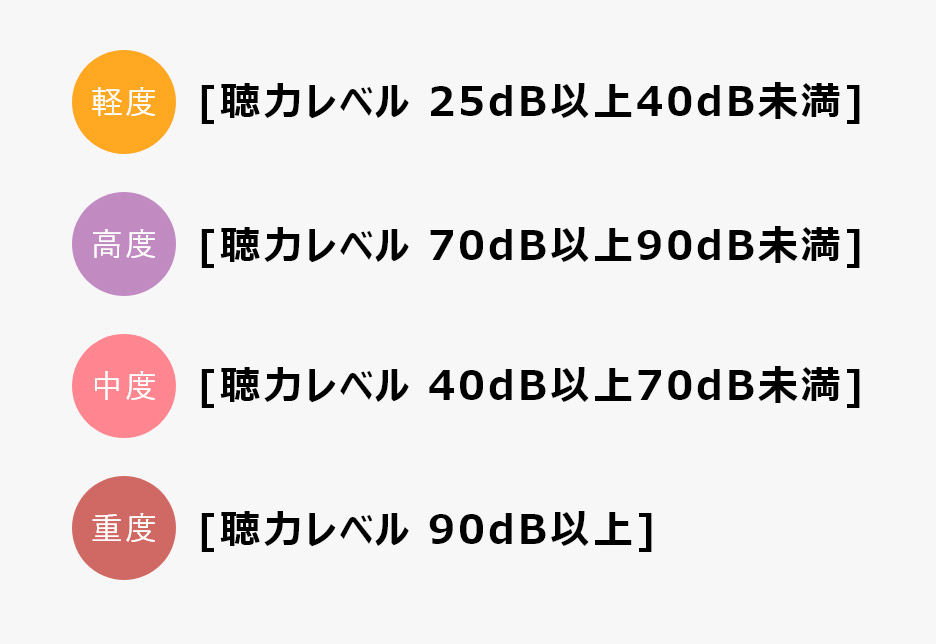 軽度 [聴力レベル 25dB以上40dB未満]
高度 [聴力レベル 70dB以上90dB未満]
中度 [聴力レベル 40dB以上70dB未満]
重度 [聴力レベル 90dB以上]